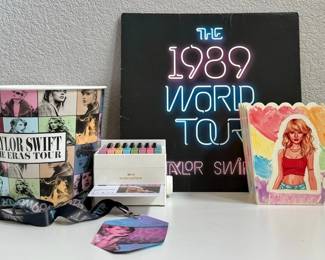 THE
1989
WORLD
TOUR
TAYLOR SWIFT
TAYLOR SWIFT
THE ERAS TOUR